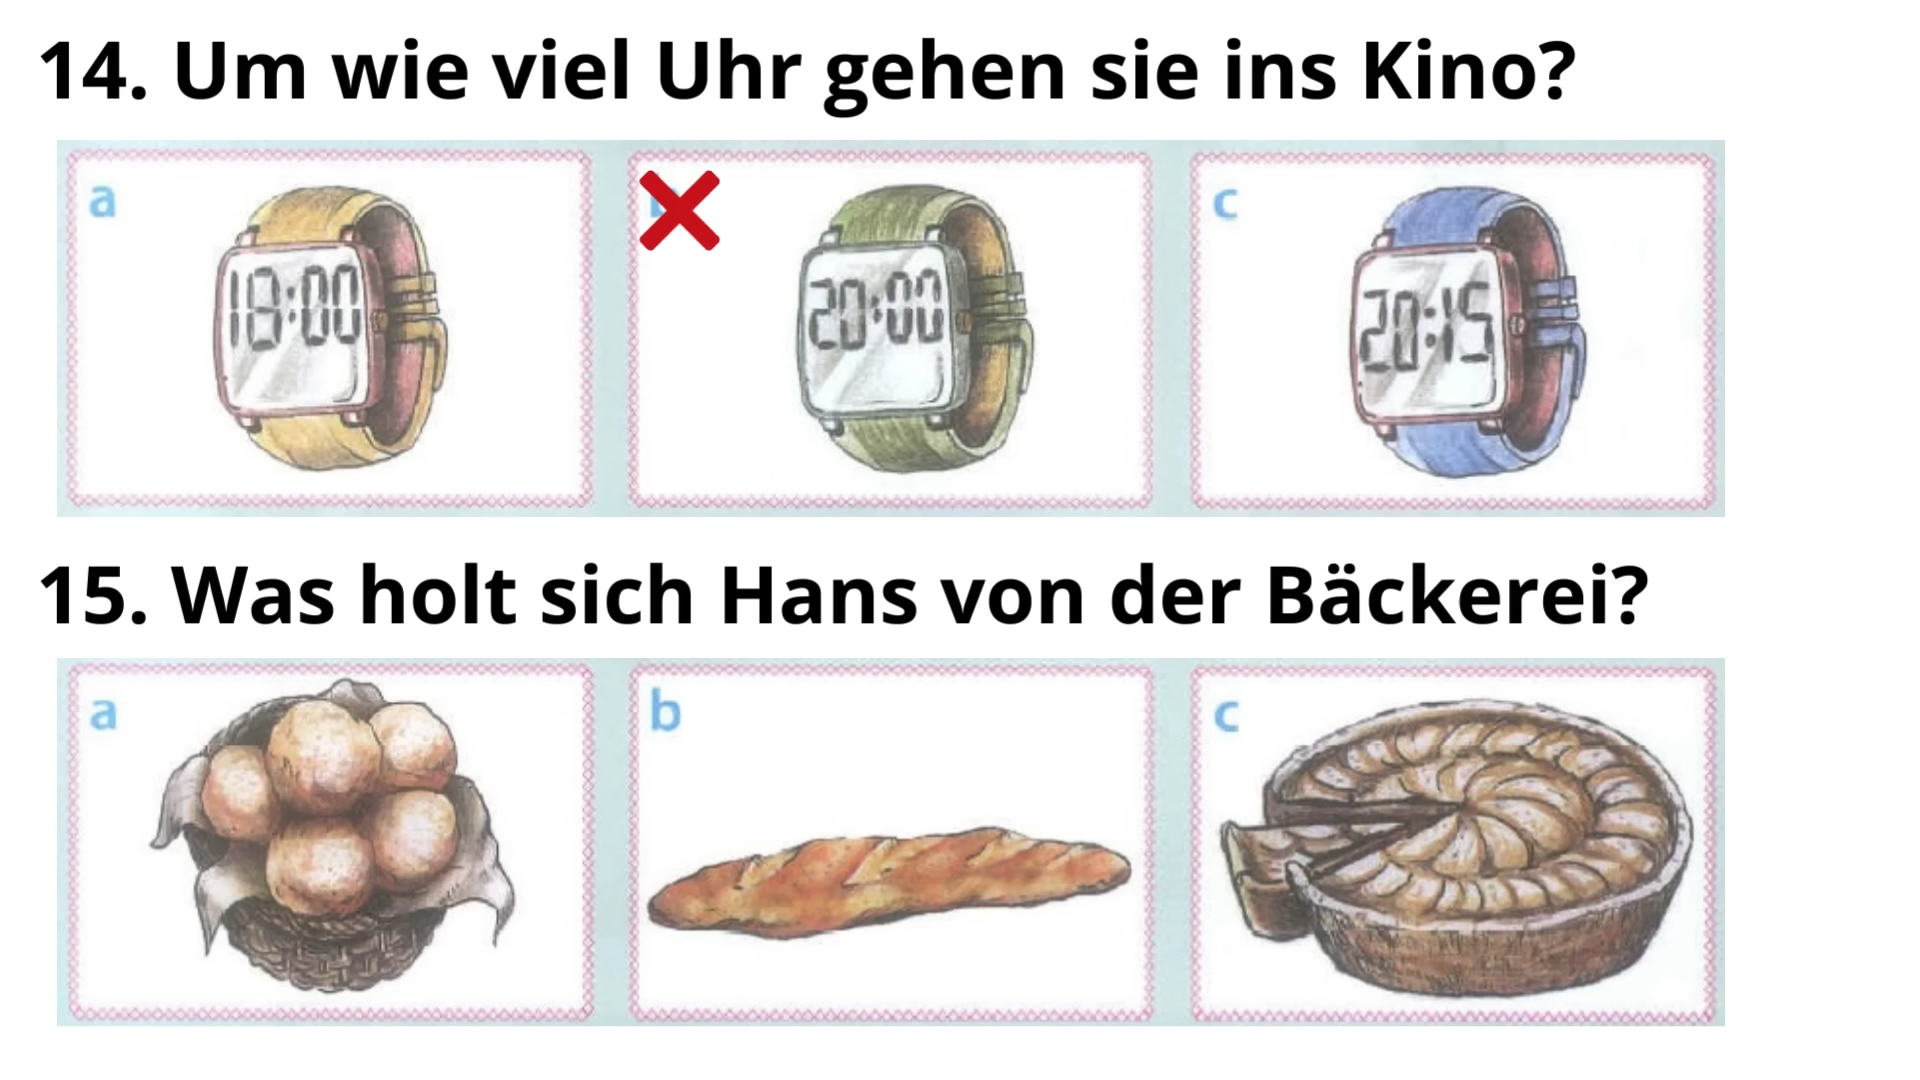 14. Um wie viel Uhr gehen sie ins Kino?
a
c
18:00
20:00
20:15
15. Was holt sich Hans von der Bäckerei?
a
b
c